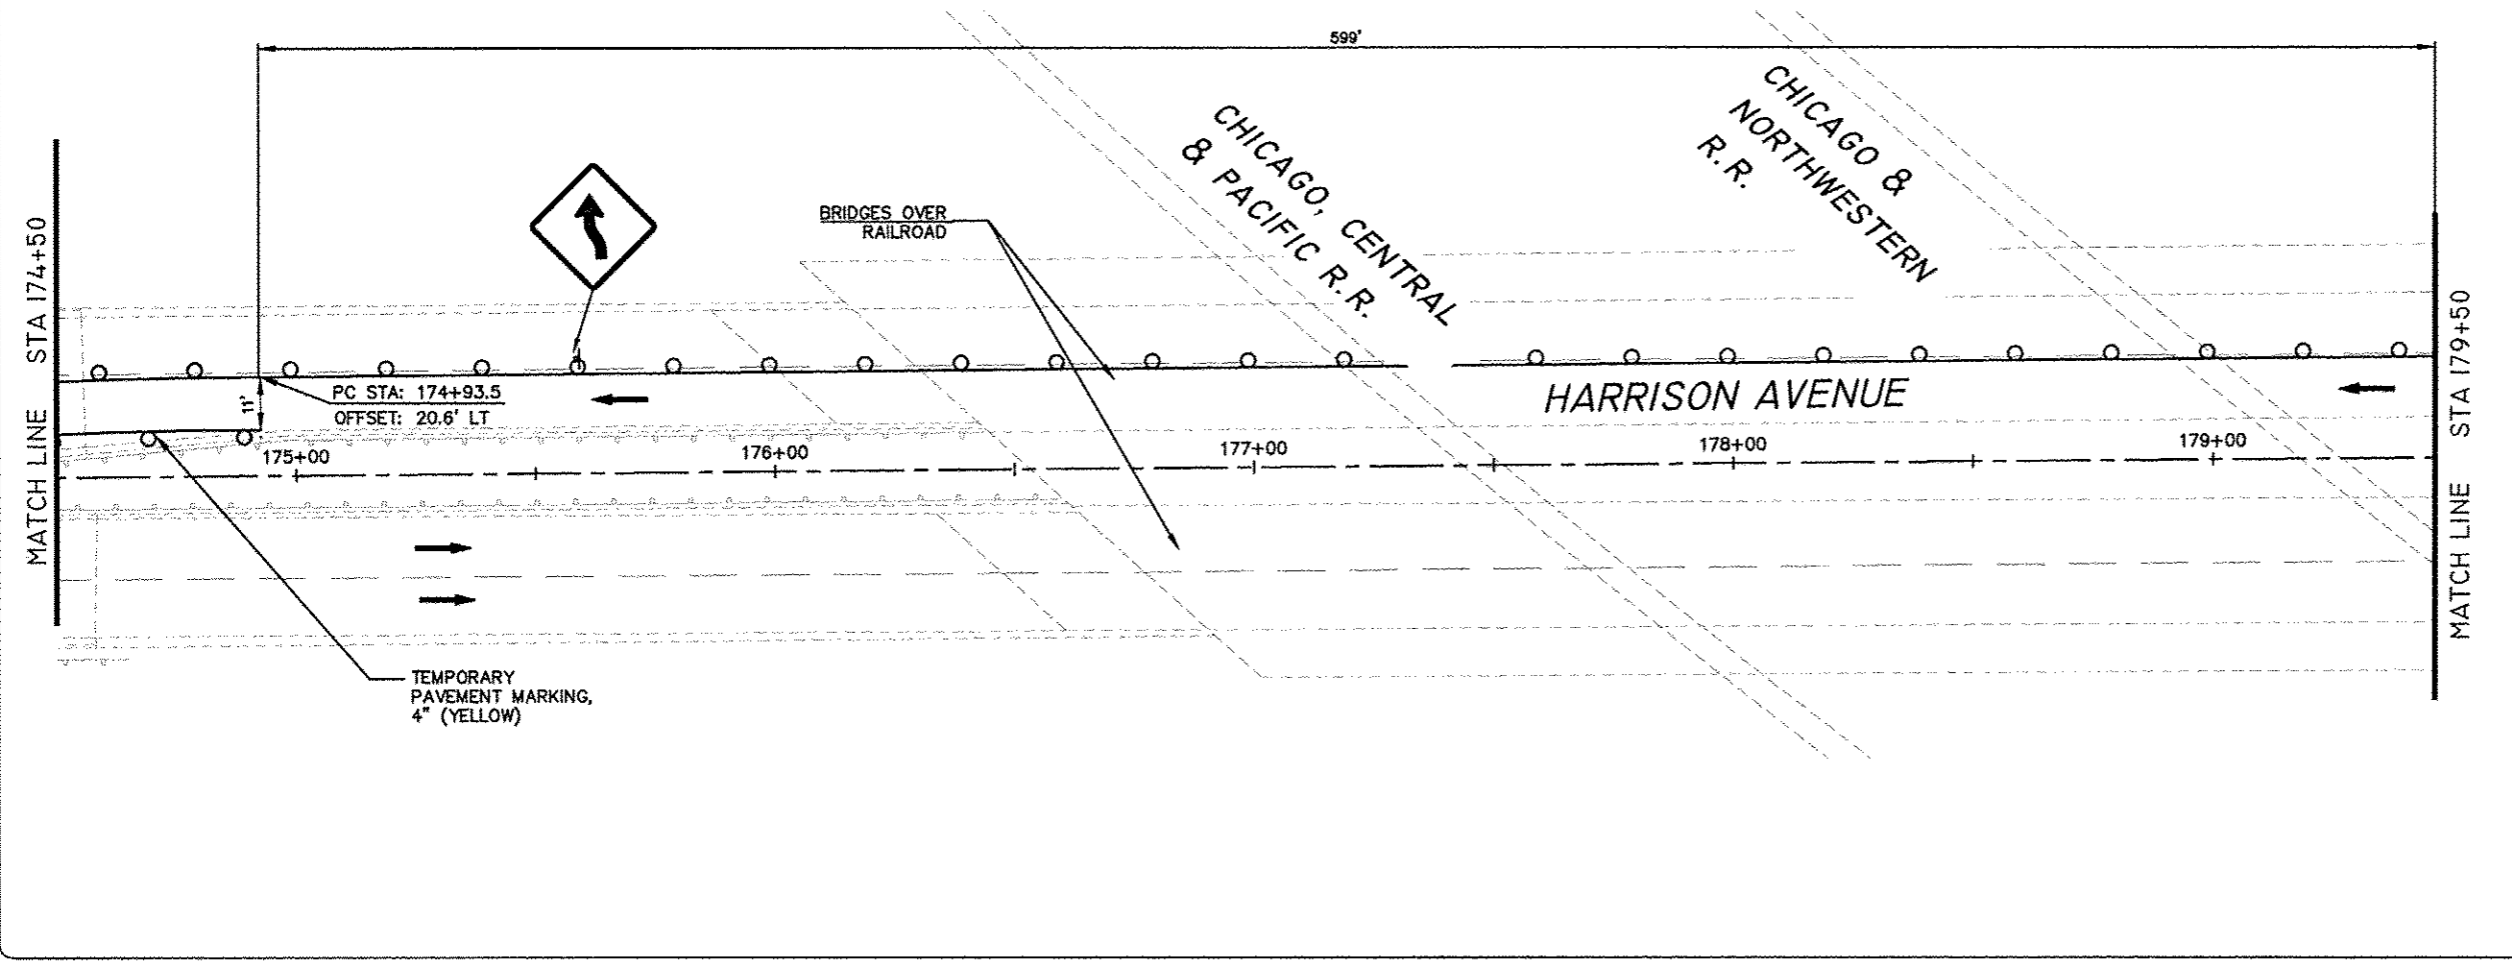 599'
CHICAGO, CENTRAL
& PACIFIC R.R.
CHICAGO &
NORTHWESTERN
R.R.
BRIDGES OVER
RAILROAD
MATCH LINE STA 174+50
PC STA: 174+93.5
OFFSET: 20.6' LT
11'
HARRISON AVENUE
175+00
176+00
177+00
178+00
179+00
MATCH LINE STA 179+50
TEMPORARY
PAVEMENT MARKING,
4" (YELLOW)